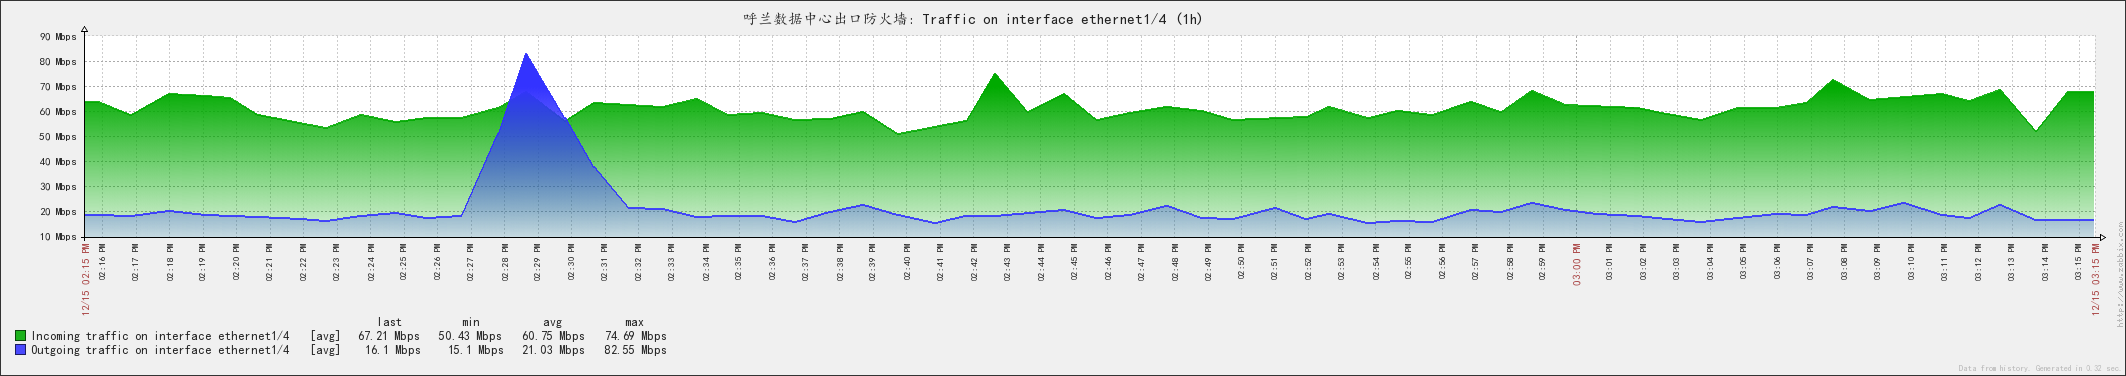 呼兰数据中心出口防火墙: Traffic on interface ethernet1/4 (1h)
90 Mbps
80 Mbps
70 Mbps
60 Mbps
50 Mbps
40 Mbps
30 Mbps
20 Mbps
10 Mbps
12/15 02:15 PM
02:16 PM
02:17 PM
02:18 PM
02:19 PM
02:20 PM
02:21 PM
02:22 PM
02:23 PM
02:24 PM
02:25 PM
02:26 PM
02:27 PM
02:28 PM
02:29 PM
02:30 PM
02:31 PM
02:32 PM
02:33 PM
02:34 PM
02:35 PM
02:36 PM
02:37 PM
02:38 PM
02:39 PM
02:40 PM
02:41 PM
02:42 PM
02:43 PM
02:44 PM
02:45 PM
02:46 PM
02:47 PM
02:48 PM
02:49 PM
02:50 PM
02:51 PM
02:52 PM
02:53 PM
02:54 PM
02:55 PM
02:56 PM
02:57 PM
02:58 PM
02:59 PM
03:00 PM
03:01 PM
03:02 PM
03:03 PM
03:04 PM
03:05 PM
03:06 PM
03:07 PM
03:08 PM
03:09 PM
03:10 PM
03:11 PM
03:12 PM
03:13 PM
03:14 PM
03:15 PM
12/15 03:15 PM
http://www.zabbix.com
last min avg max
Incoming traffic on interface ethernet1/4 [avg] 67.21 Mbps 50.43 Mbps 60.75 Mbps 74.69 Mbps
Outgoing traffic on interface ethernet1/4 [avg] 16.1 Mbps 15.1 Mbps 21.03 Mbps 82.55 Mbps
Data from history. Generated in 0.32 sec.